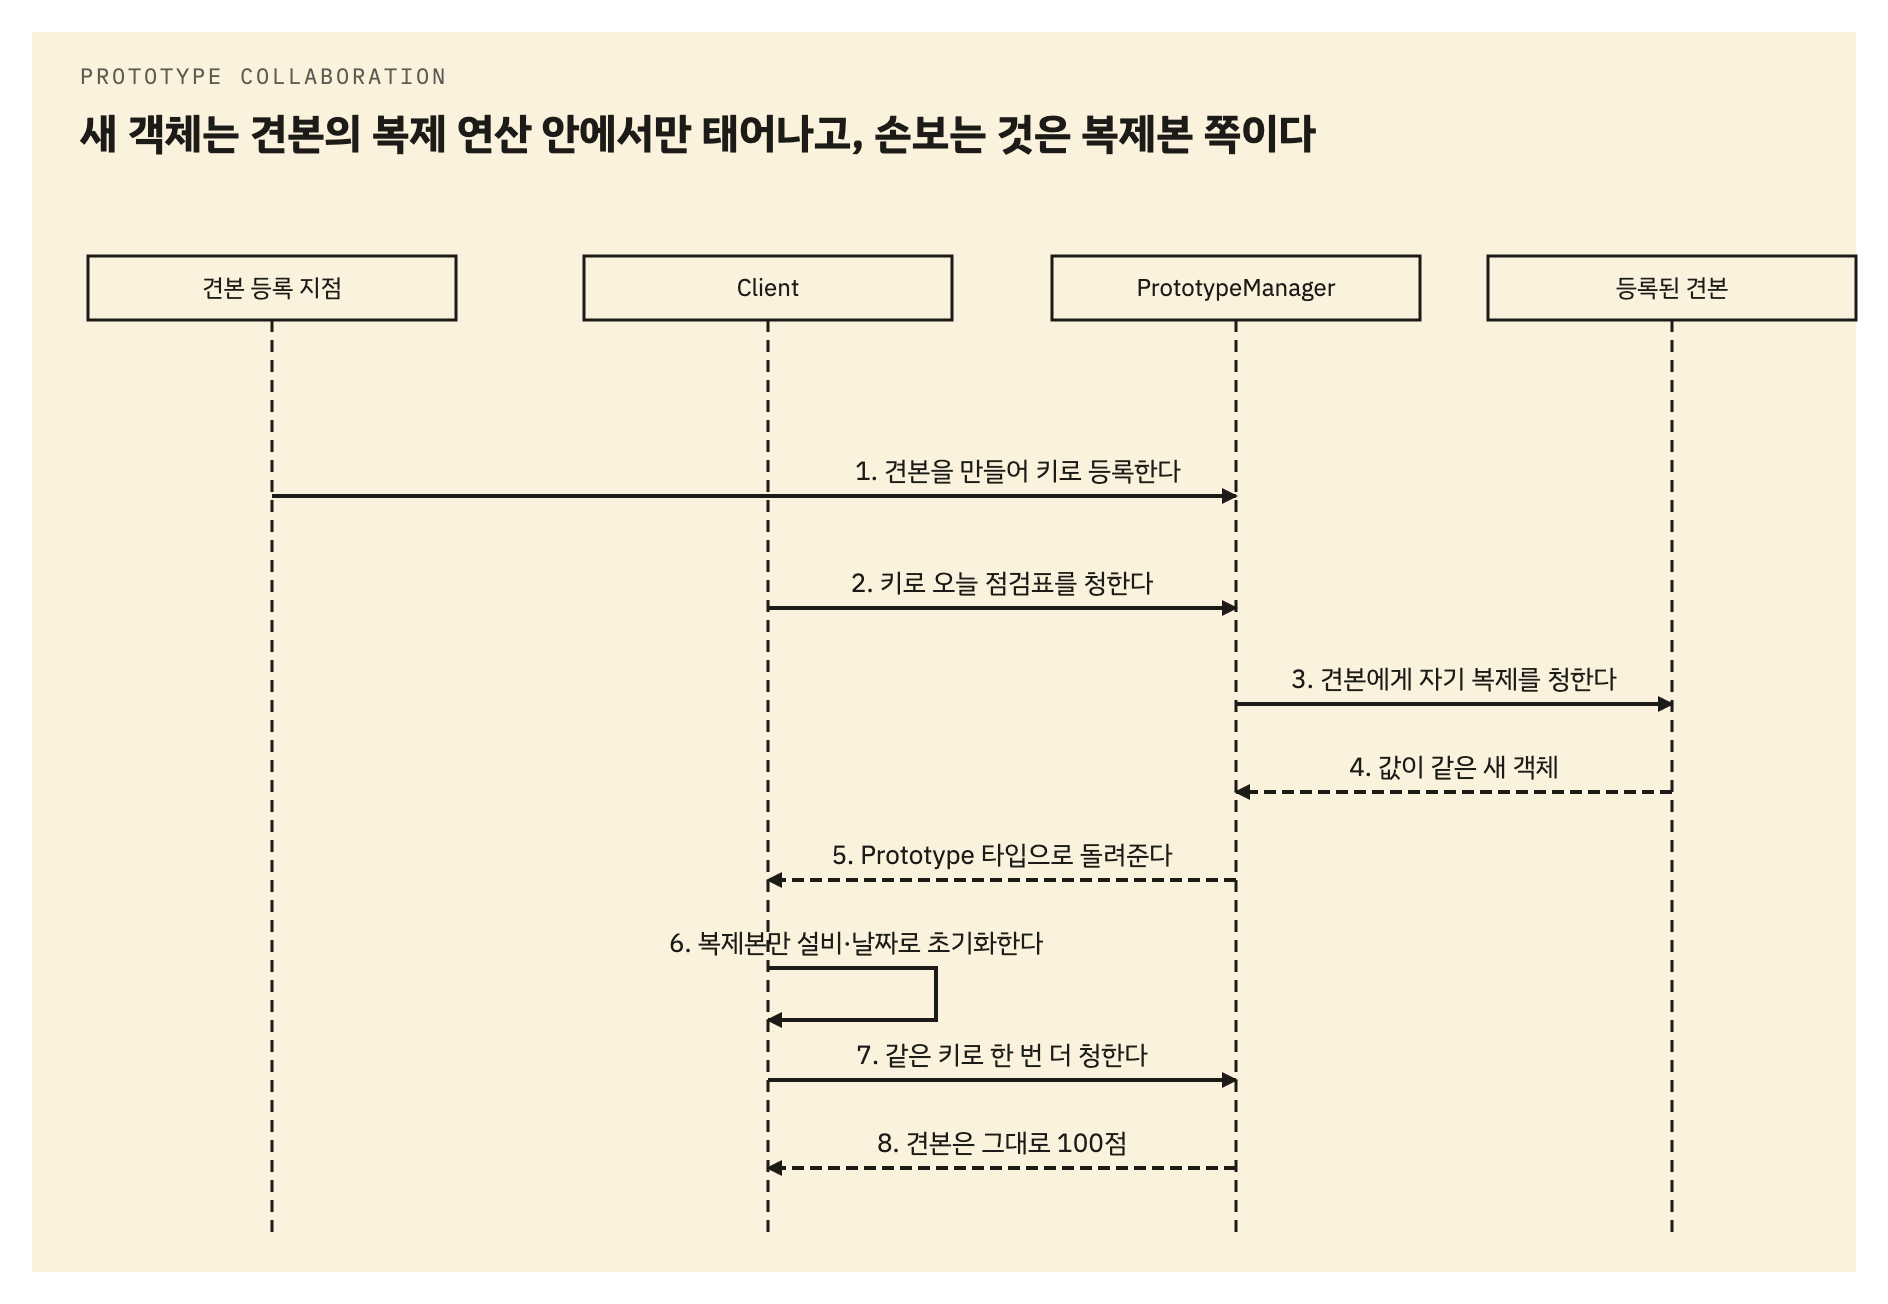 PROTOTYPE COLLABORATION
새 객체는 견본의 복제 연산 안에서만 태어나고, 손보는 것은 복제본 쪽이다
견본 등록 지점
Client
PrototypeManager
등록된 견본
1. 견본을 만들어 키로 등록한다
2. 키로 오늘 점검표를 청한다
3. 견본에게 자기 복제를 청한다
4. 값이 같은 새 객체
5. Prototype 타입으로 돌려준다
6. 복제본만 설비·날짜로 초기화한다
7. 같은 키로 한 번 더 청한다
8. 견본은 그대로 100점